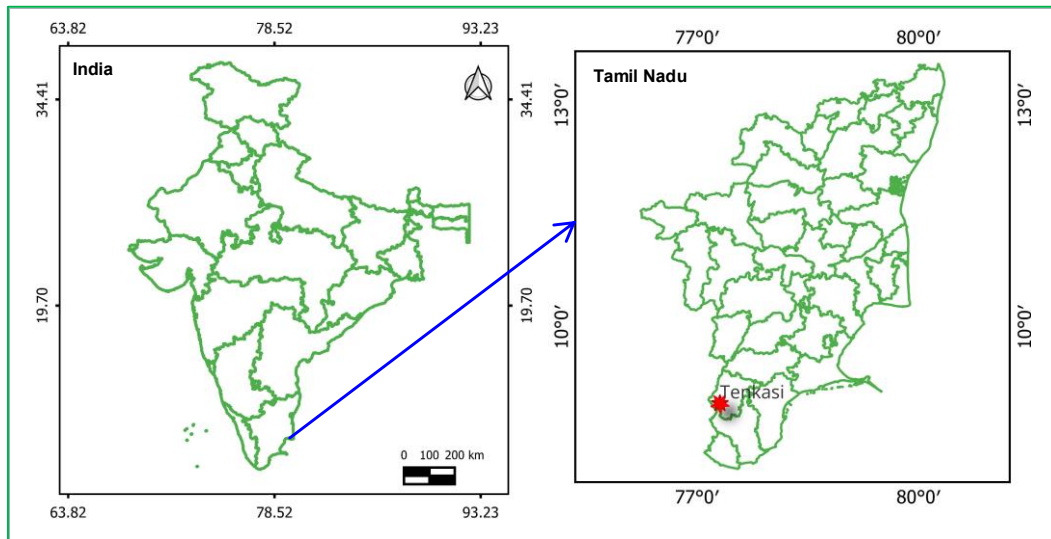 63.82 78.52 93.23
India
34.41
34.41
19.70
19.70
0 100 200 km
63.82 78.52 93.23
77°0' 80°0'
Tamil Nadu
13°0'
13°0'
10°0'
10°0'
Tenkasi
77°0' 80°0'